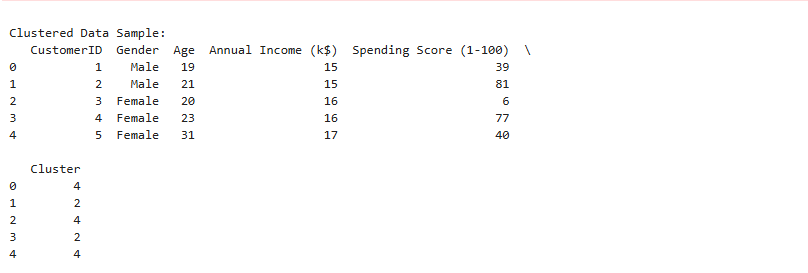 Clustered Data Sample:
   CustomerID  Gender  Age  Annual Income (k$)  Spending Score (1-100)  \
0           1    Male   19                  15                      39
1           2    Male   21                  15                      81
2           3  Female   20                  16                       6
3           4  Female   23                  16                      77
4           5  Female   31                  17                      40
   Cluster
0        4
1        2
2        4
3        2
4        4